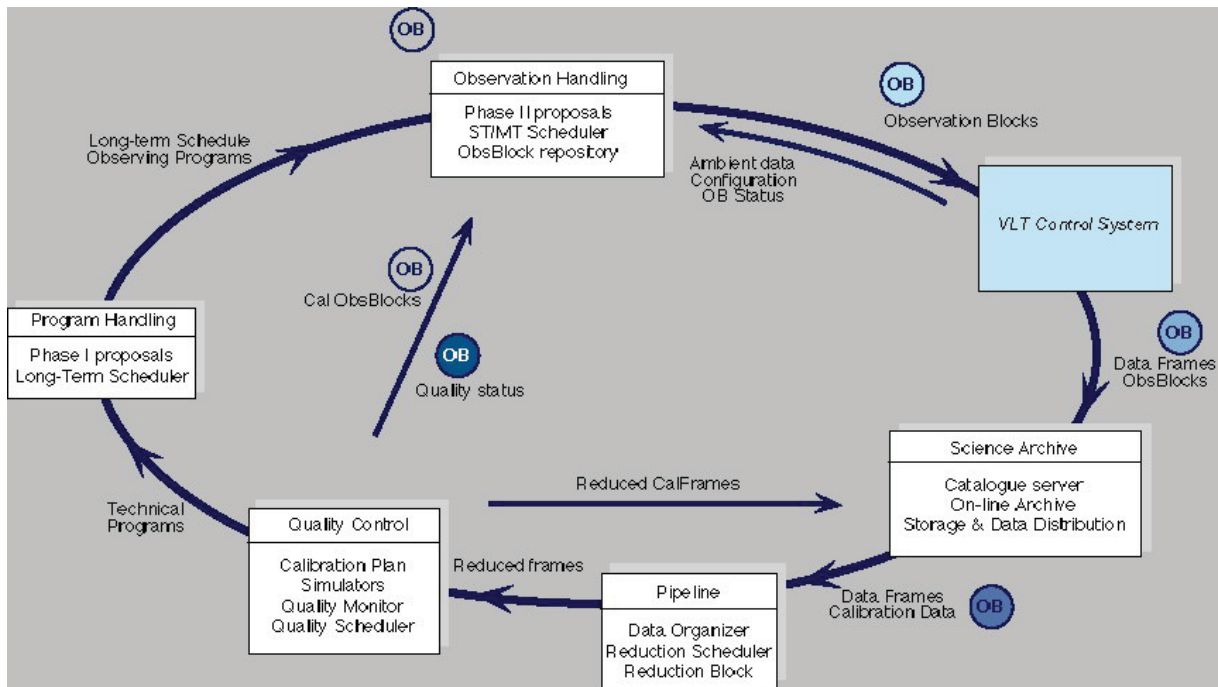 OB
Observation Handling
Phase II proposals
ST/MT Scheduler
ObsBlock repository
OB
Observation Blocks
Long-term Schedule
Observing Programs
Ambient data
Configuration
OB Status
VLT Control System
OB
Cal ObsBlocks
Program Handling
Phase I proposals
Long-Term Scheduler
OB
Quality status
OB
Data Frames
ObsBlocks
Science Archive
Catalogue server
On-line Archive
Storage & Data Distribution
Reduced CalFrames
Technical
Programs
Quality Control
Calibration Plan
Simulators
Quality Monitor
Quality Scheduler
Reduced frames
Pipeline
Data Organizer
Reduction Scheduler
Reduction Block
Data Frames
Calibration Data
OB